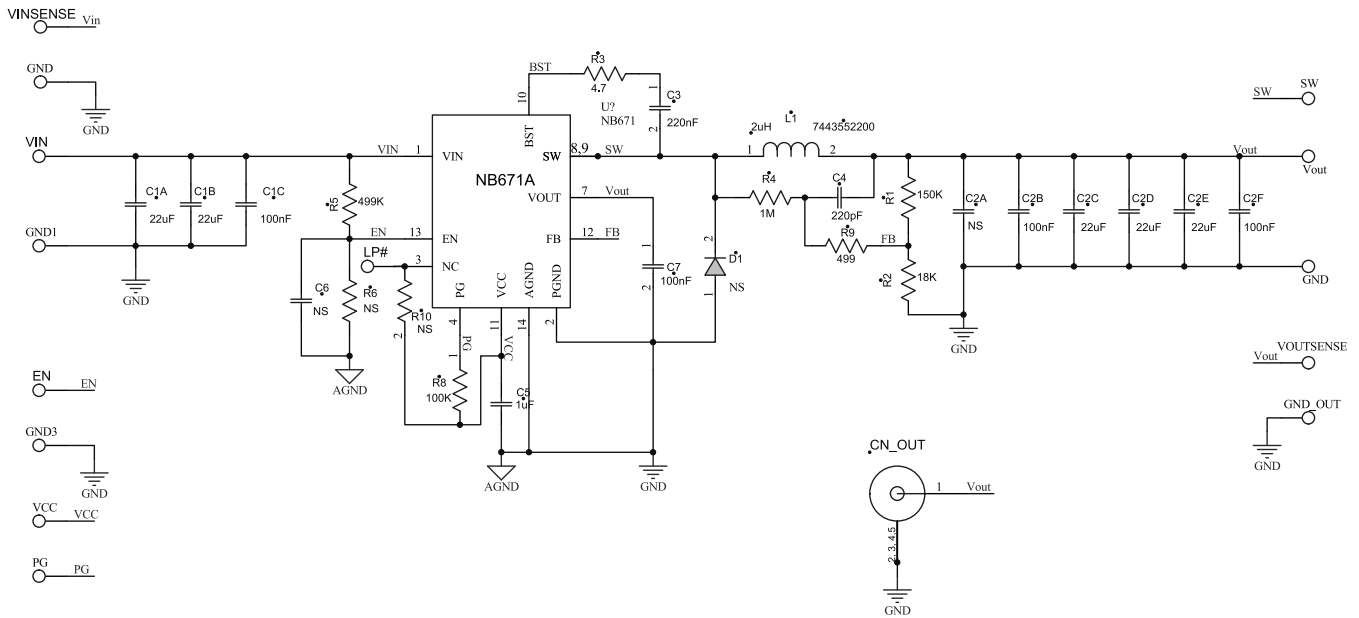 VINSENSE
Vin
GND
GND
VIN
VIN
1
C1A
22uF
C1B
22uF
C1C
100nF
GND1
GND
R5
499K
EN
13
LP#
3
C6
NS
R6
NS
AGND
R10
NS
2
BST
R3
4.7
10
U?
NB671
1
C3
220nF
2
BST
VIN
SW
8,9
SW
NB671A
VOUT
7
Vout
EN
FB
12
FB
NC
PG
VCC
AGND
PGND
4
11
14
2
PG
VCC
1
R8
100K
C5
1uF
AGND
GND
1
C7
100nF
2
2
D1
NS
1
2uH
L1
7443552200
1
2
R4
1M
C4
220pF
R9
499
FB
R1
150K
R2
18K
GND
C2A
NS
C2B
100nF
C2C
22uF
C2D
22uF
C2E
22uF
C2F
100nF
SW
SW
Vout
Vout
GND
Vout
VOUTSENSE
GND_OUT
GND
EN
EN
GND3
GND
VCC
VCC
PG
PG
CN_OUT
1
Vout
2, 3, 4,5
GND